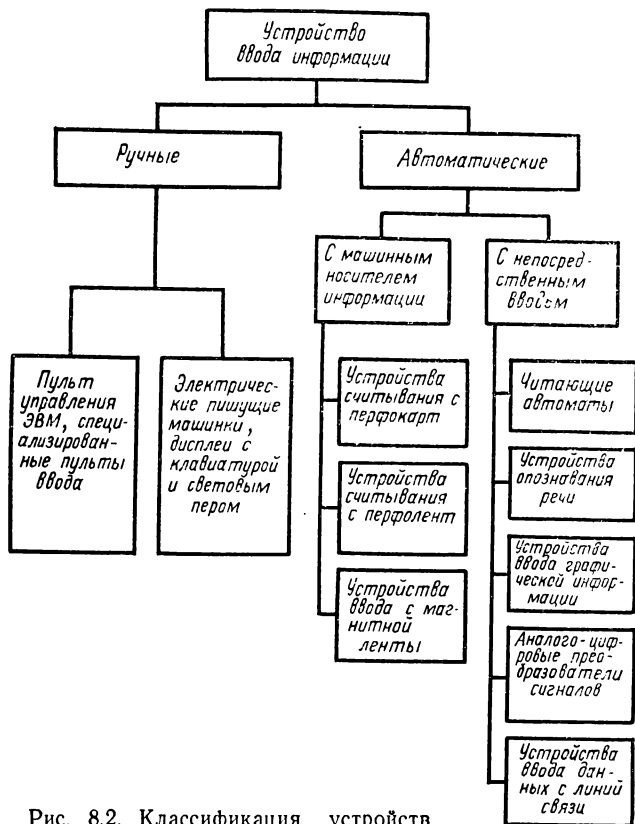 Устройство
ввода информации
Ручные
Автоматические
С машинным
носителем
информации
С непосред-
ственным
вводом
Пульт
управления
ЭВМ, специ-
ализирован-
ные пульты
ввода
Электричес-
кие пишущие
машинки,
дисплеи с
клавиатурой
и световым
пером
Устройства
считывания с
перфокарт
Устройства
считывания
с перфолент
Устройства
ввода с маг-
нитной
ленты
Читающие
автоматы
Устройства
опознавания
речи
Устройства
ввода графи-
ческой инфор-
мации
Аналого-циф-
ровые прео-
бразователи
сигналов
Устройства
ввода дан-
ных с линий
связи
Рис. 8.2. Классификация устройств